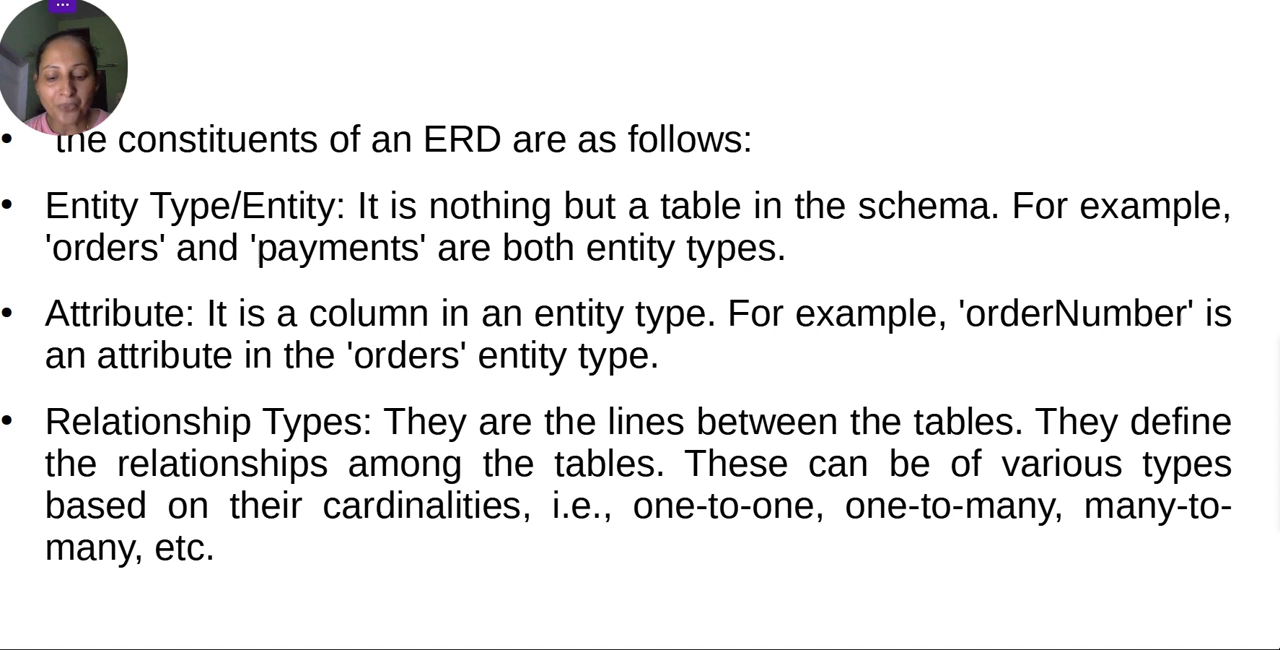 • the constituents of an ERD are as follows:
• Entity Type/Entity: It is nothing but a table in the schema. For example,
'orders' and 'payments' are both entity types.
• Attribute: It is a column in an entity type. For example, 'orderNumber' is
an attribute in the 'orders' entity type.
• Relationship Types: They are the lines between the tables. They define
the relationships among the tables. These can be of various types
based on their cardinalities, i.e., one-to-one, one-to-many, many-to-
many, etc.